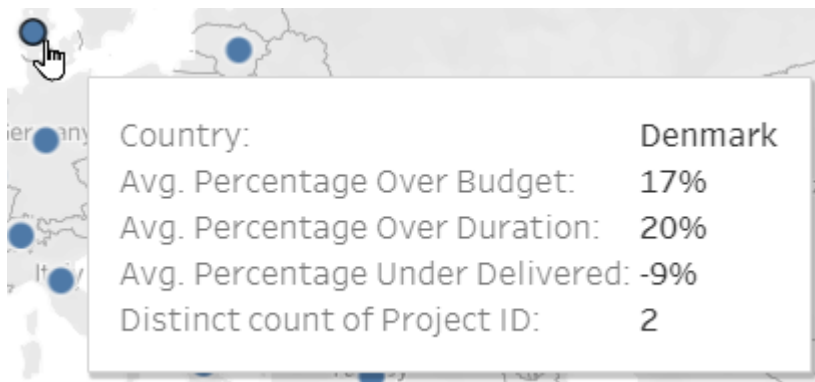 Country: Denmark
Avg. Percentage Over Budget: 17%
Avg. Percentage Over Duration: 20%
Avg. Percentage Under Delivered: -9%
Distinct count of Project ID: 2